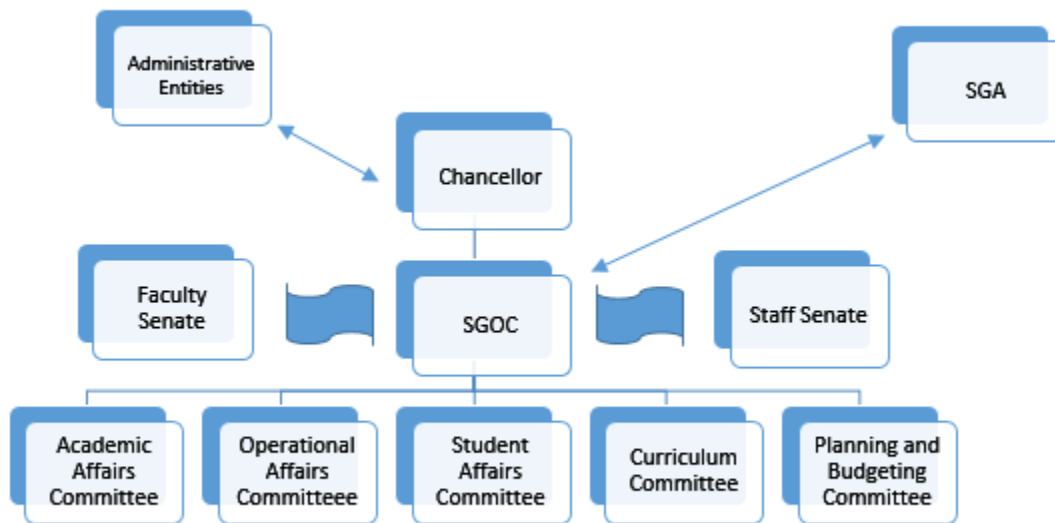 Administrative
Entities
SGA
Chancellor
Faculty
Senate
SGOC
Staff Senate
Academic
Affairs
Committee
Operational
Affairs
Committeee
Student
Affairs
Committee
Curriculum
Committee
Planning and
Budgeting
Committee